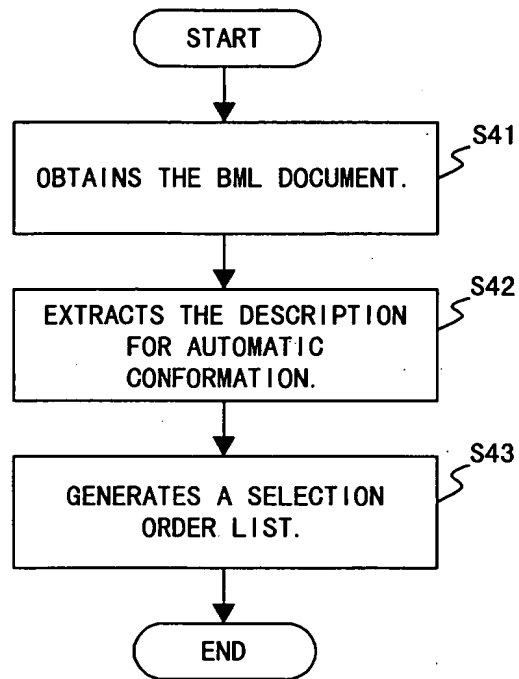 START
S41
OBTAINS THE BML DOCUMENT.
S42
EXTRACTS THE DESCRIPTION
FOR AUTOMATIC
CONFORMATION.
S43
GENERATES A SELECTION
ORDER LIST.
END